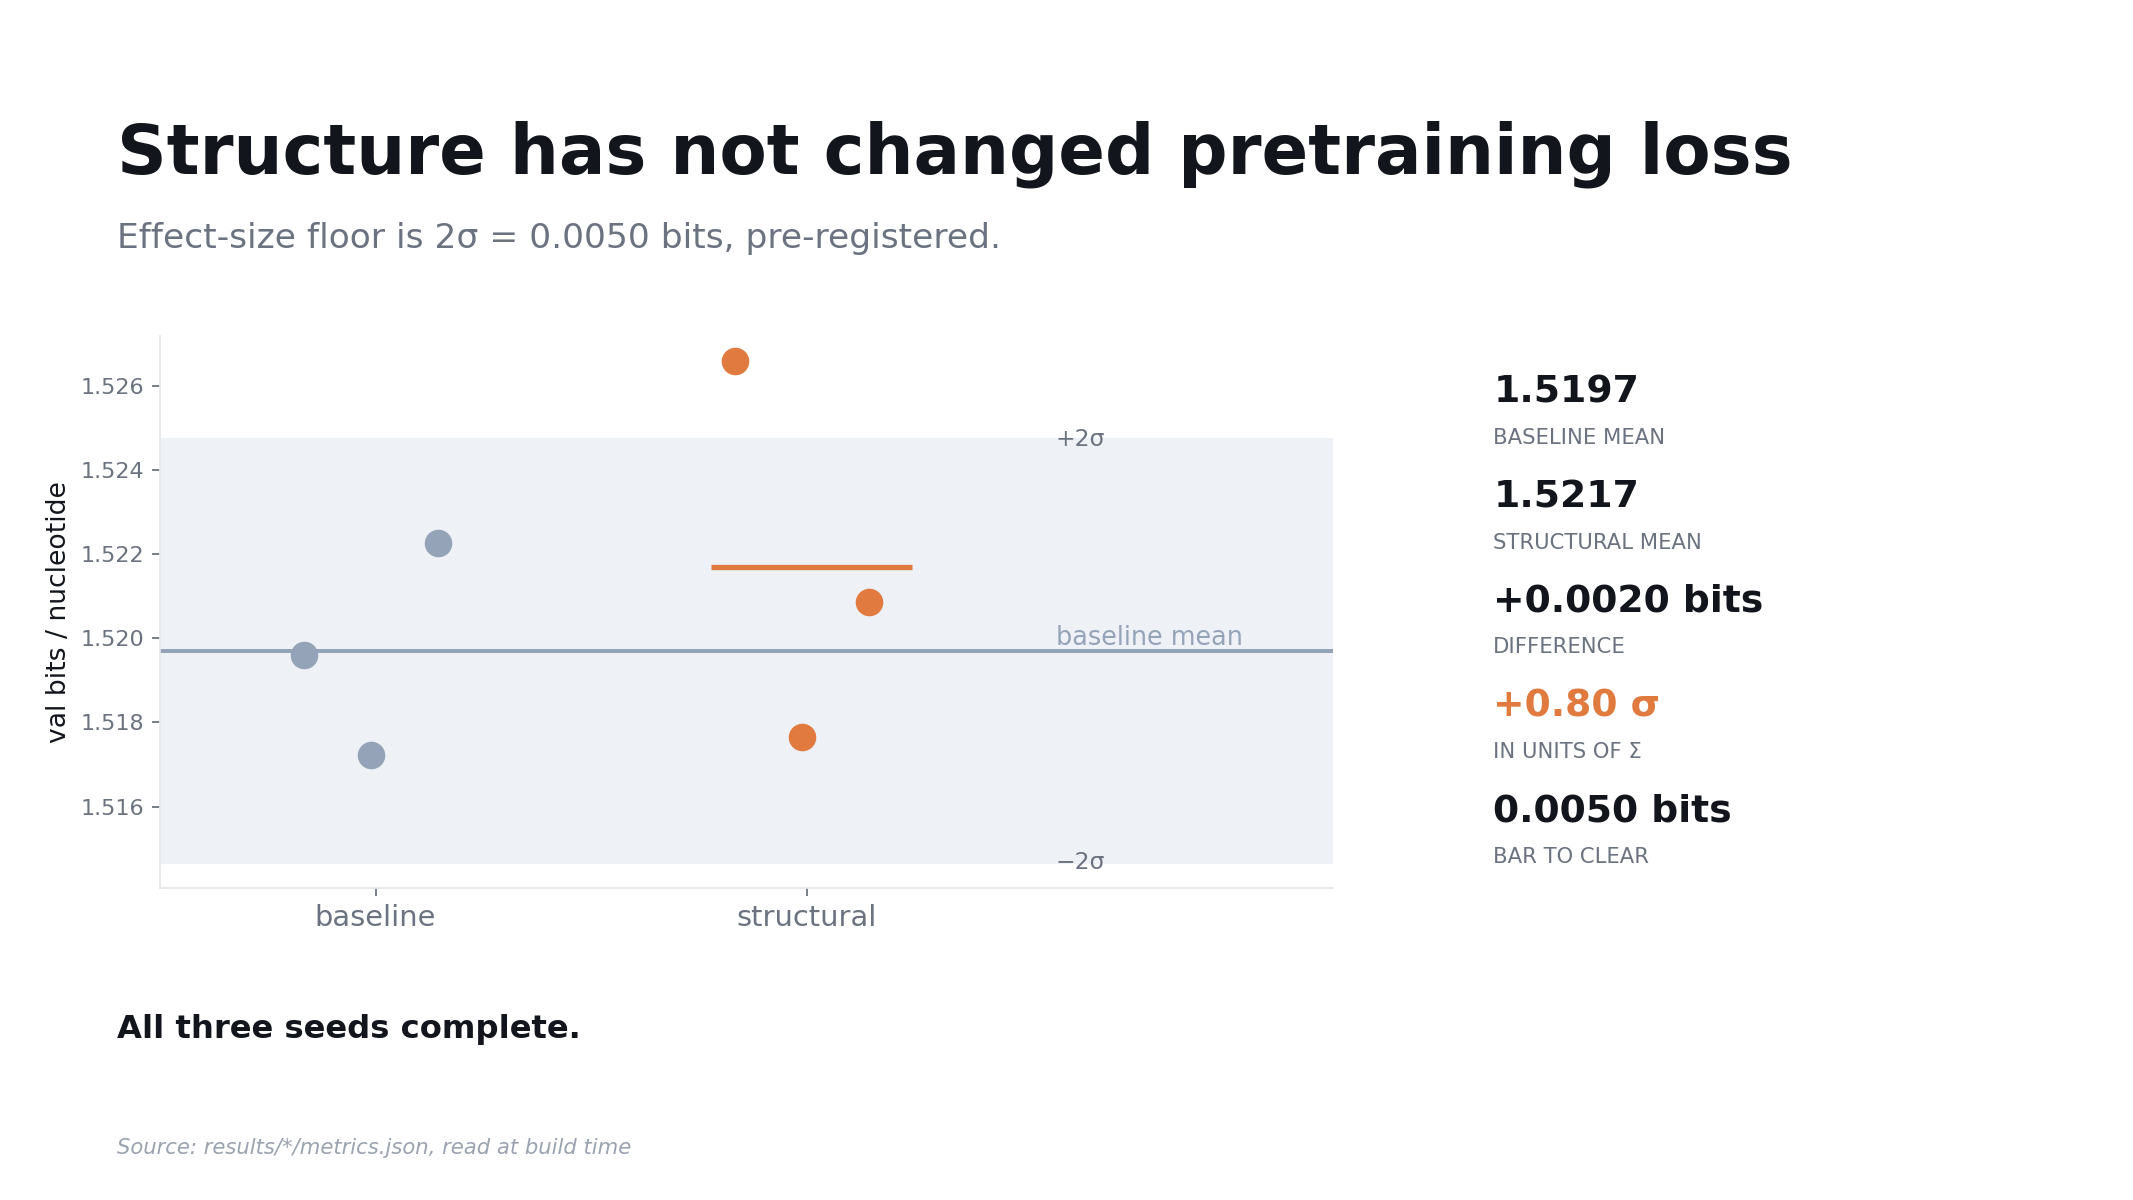 Structure has not changed pretraining loss
Effect-size floor is 2σ = 0.0050 bits, pre-registered.
val bits / nucleotide
1.526
1.524
1.522
1.520
1.518
1.516
+2σ
baseline mean
−2σ
baseline
structural
1.5197
BASELINE MEAN
1.5217
STRUCTURAL MEAN
+0.0020 bits
DIFFERENCE
+0.80 σ
IN UNITS OF Σ
0.0050 bits
BAR TO CLEAR
All three seeds complete.
Source: results/*/metrics.json, read at build time